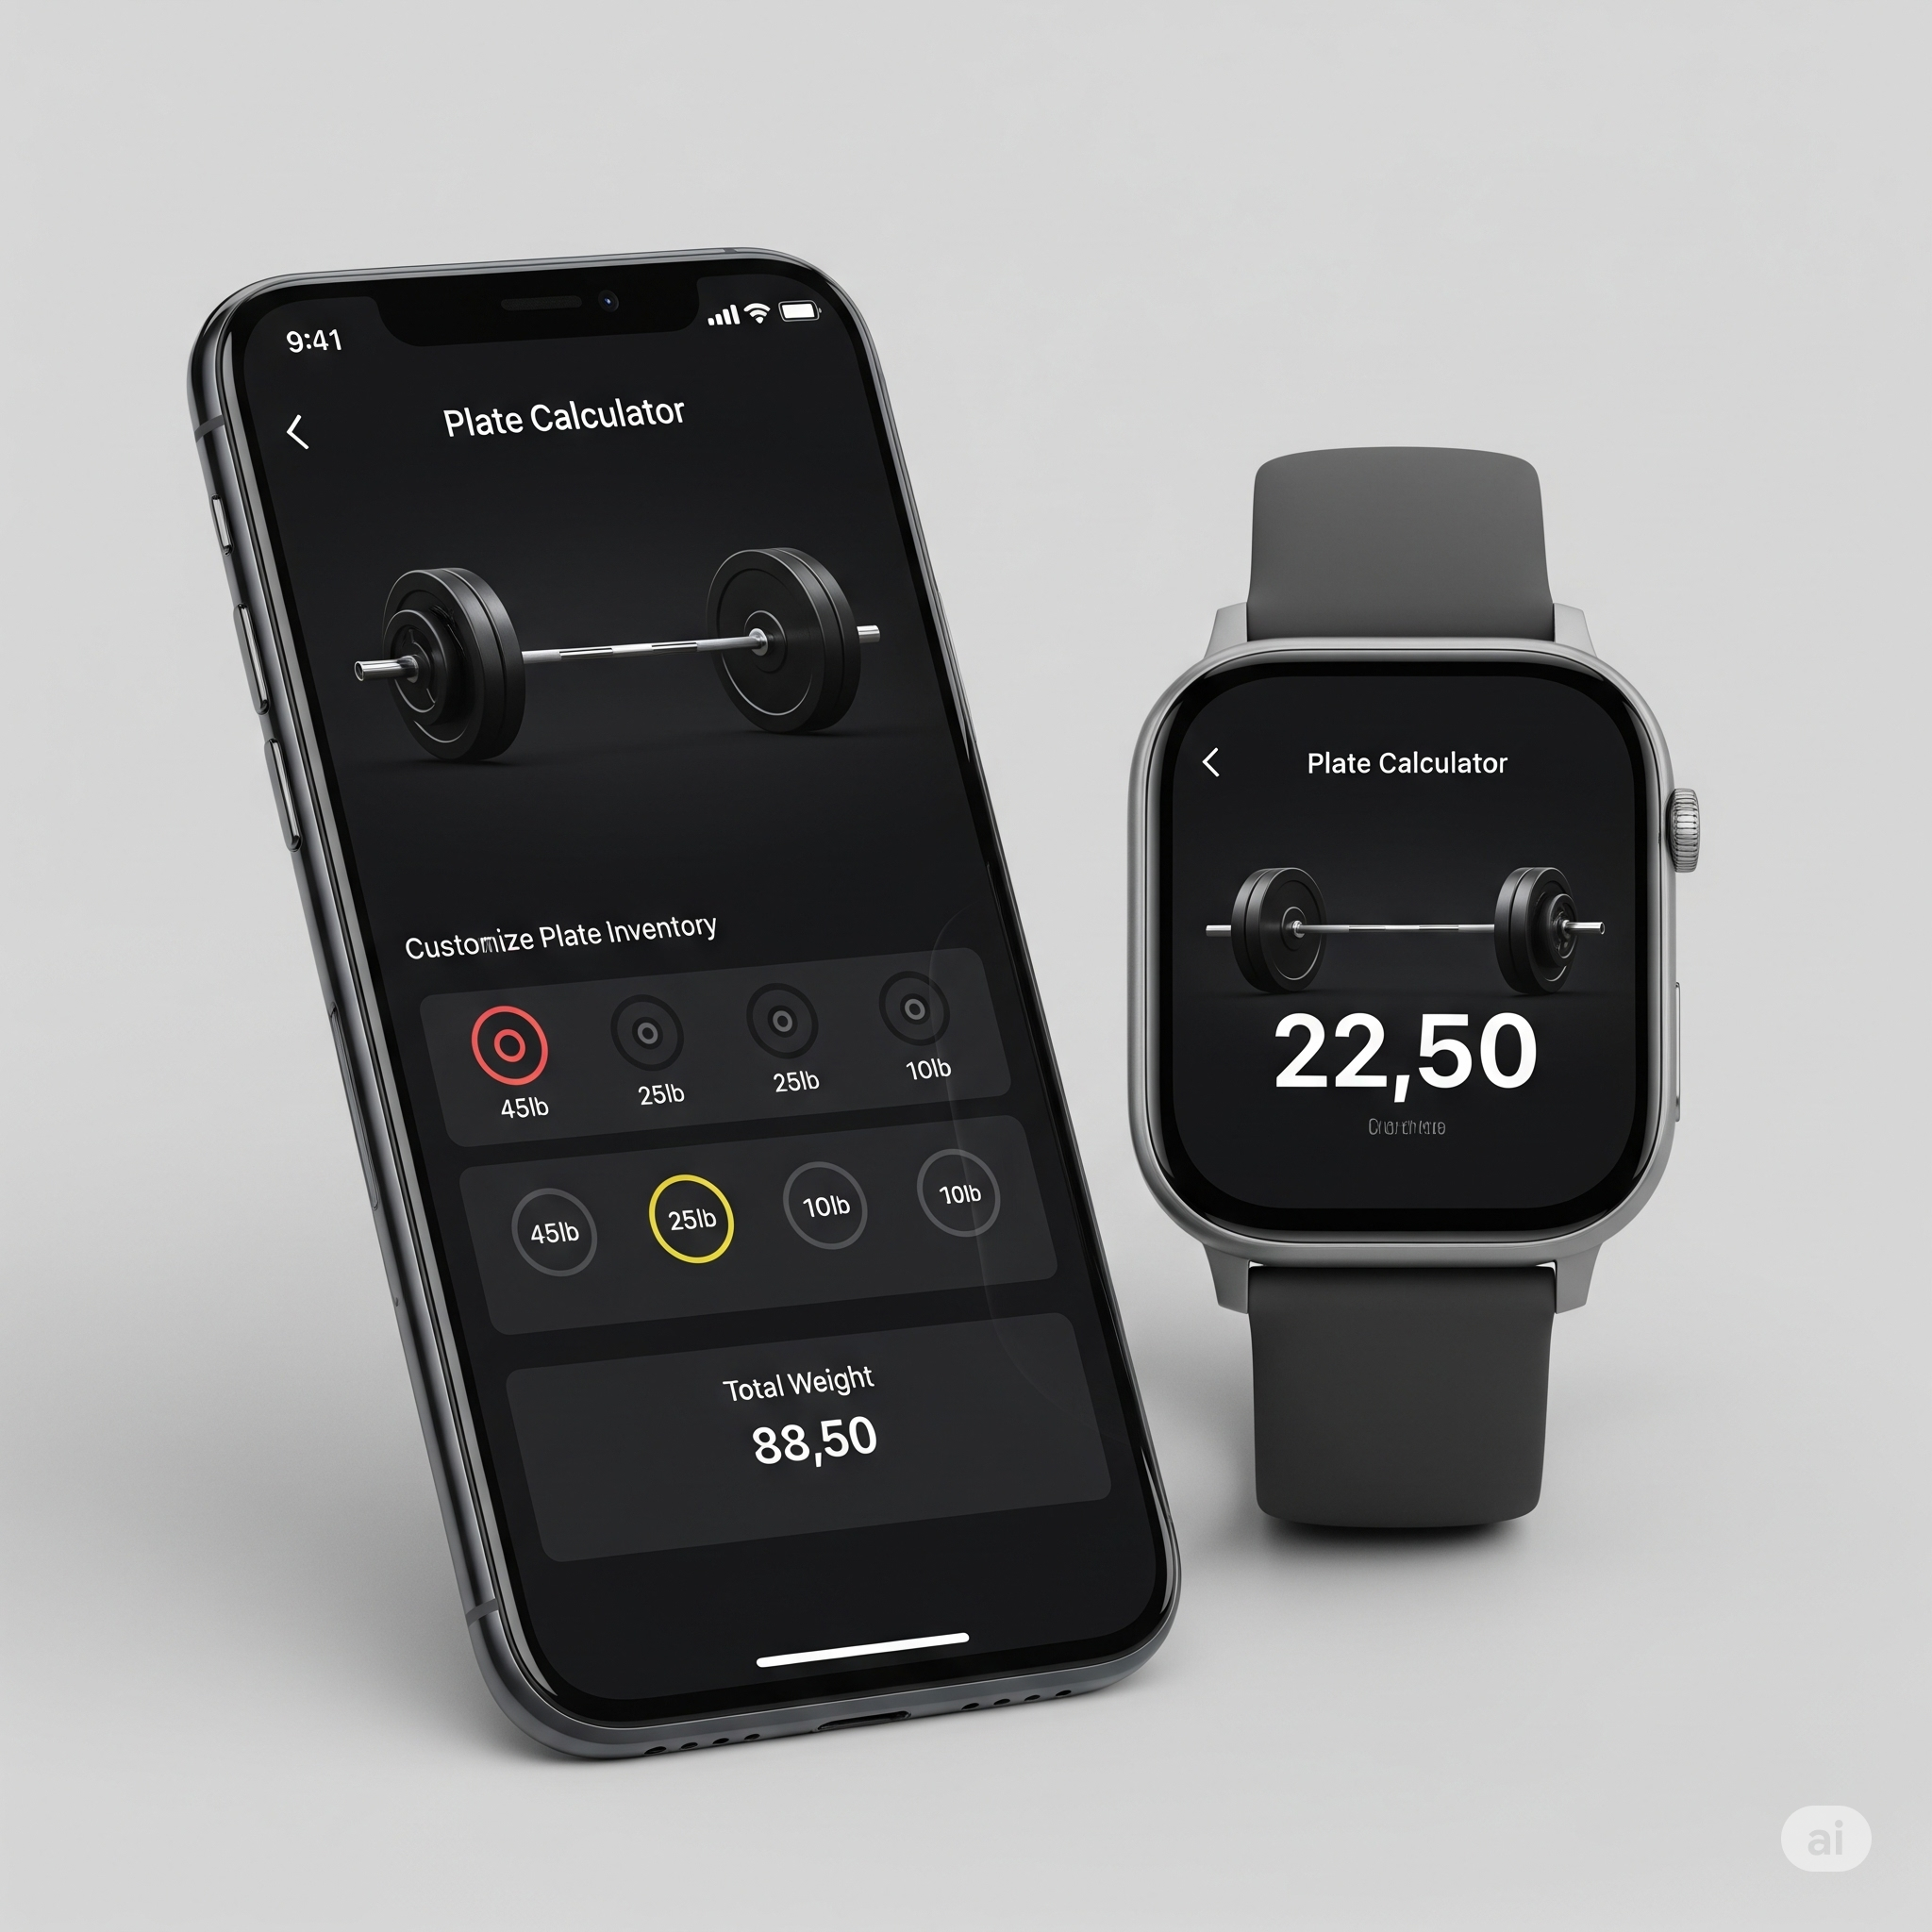 9:41
Plate Calculator
Customize Plate Inventory
45lb 25lb 25lb 10lb
45lb 25lb 10lb 10lb
Total Weight
88,50
Plate Calculator
22,50
ai